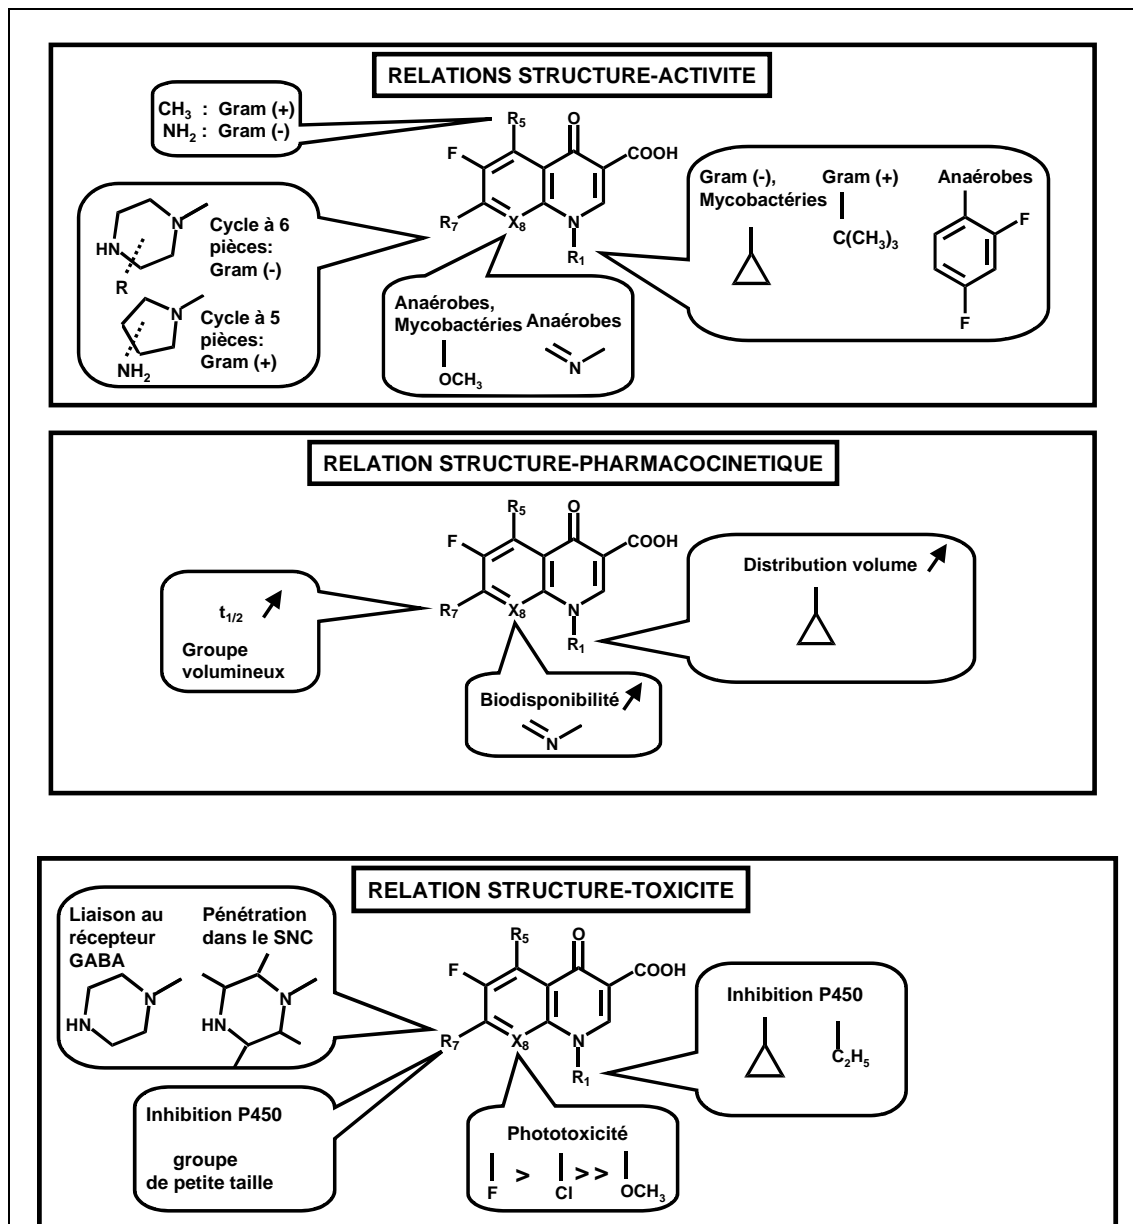 RELATIONS STRUCTURE-ACTIVITE
CH₃ : Gram (+)
NH₂ : Gram (-)
R₅
O
F
COOH
R₇
X₈
N
R₁
N
HN
R
Cycle à 6
pièces:
Gram (-)
N
NH₂
Cycle à 5
pièces:
Gram (+)
Anaérobes,
Mycobactéries
OCH₃
Anaérobes
N
Gram (-),
Mycobactéries
Gram (+)
C(CH₃)₃
Anaérobes
F
F
RELATION STRUCTURE-PHARMACOCINETIQUE
R₅
O
F
COOH
R₇
X₈
N
R₁
t₁/₂
Groupe
volumineux
Biodisponibilité
N
Distribution volume
RELATION STRUCTURE-TOXICITE
Liaison au
récepteur
GABA
N
HN
Pénétration
dans le SNC
N
HN
R₅
O
F
COOH
R₇
X₈
N
R₁
Inhibition P450
C₂H₅
Inhibition P450
groupe
de petite taille
Phototoxicité
F > Cl >> OCH₃